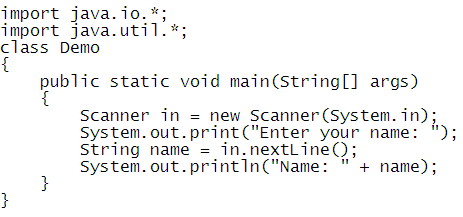 import java.io.*;
import java.util.*;
class Demo
{
    public static void main(String[] args)
    {
        Scanner in = new Scanner(System.in);
        System.out.print("Enter your name: ");
        String name = in.nextLine();
        System.out.println("Name: " + name);
    }
}